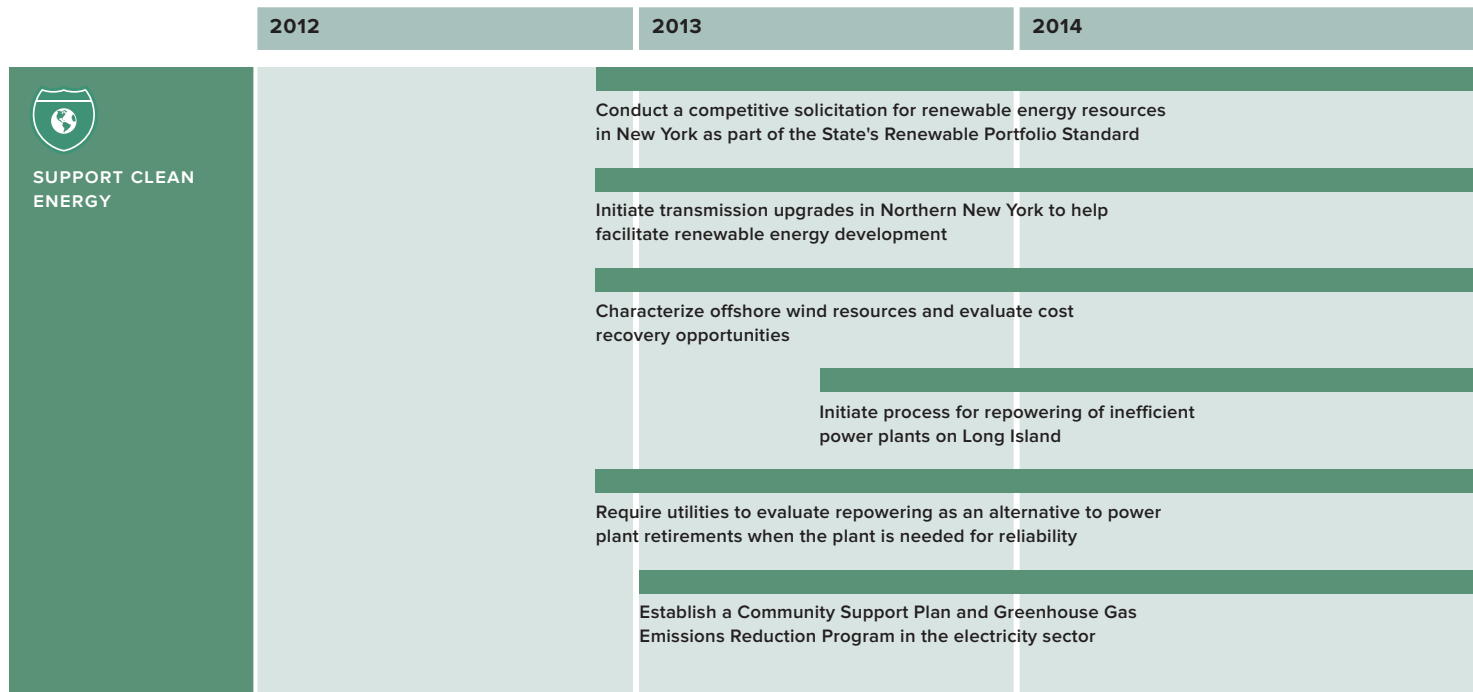 2012
2013
2014
SUPPORT CLEAN
ENERGY
Conduct a competitive solicitation for renewable energy resources
in New York as part of the State's Renewable Portfolio Standard
Initiate transmission upgrades in Northern New York to help
facilitate renewable energy development
Characterize offshore wind resources and evaluate cost
recovery opportunities
Initiate process for repowering of inefficient
power plants on Long Island
Require utilities to evaluate repowering as an alternative to power
plant retirements when the plant is needed for reliability
Establish a Community Support Plan and Greenhouse Gas
Emissions Reduction Program in the electricity sector